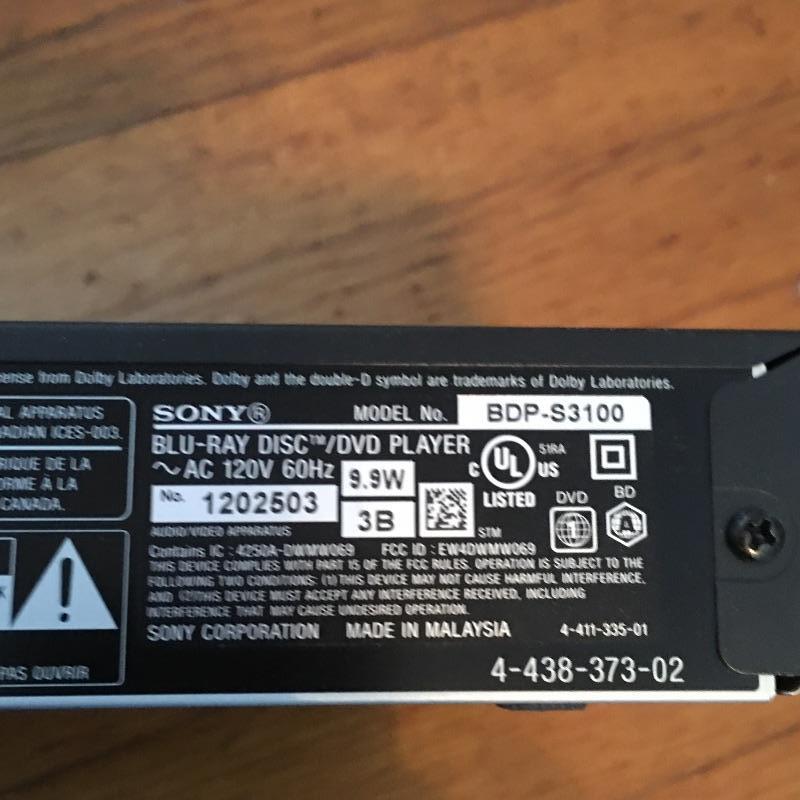 ense from Dolby Laboratories. Dolby and the double-D symbol are trademarks of Dolby Laboratories.
AL APPARATUS
ADIAN ICES-003.
RIQUE DE LA
ORME À LA
CANADA.
PAS OUVRIR
SONY® MODEL No. BDP-S3100
BLU-RAY DISC™/DVD PLAYER
~ AC 120V 60Hz 9.9W
No. 1202503 3B
C UL US 51RA
LISTED DVD BD
1 A
AUDIO/VIDEO APPARATUS STM
Contains IC : 4250A-DWMW069 FCC ID : EW4DWMW069
THIS DEVICE COMPLIES WITH PART 15 OF THE FCC RULES. OPERATION IS SUBJECT TO THE
FOLLOWING TWO CONDITIONS: (1)THIS DEVICE MAY NOT CAUSE HARMFUL INTERFERENCE,
AND (2)THIS DEVICE MUST ACCEPT ANY INTERFERENCE RECEIVED, INCLUDING
INTERFERENCE THAT MAY CAUSE UNDESIRED OPERATION.
SONY CORPORATION MADE IN MALAYSIA 4-411-335-01
4-438-373-02